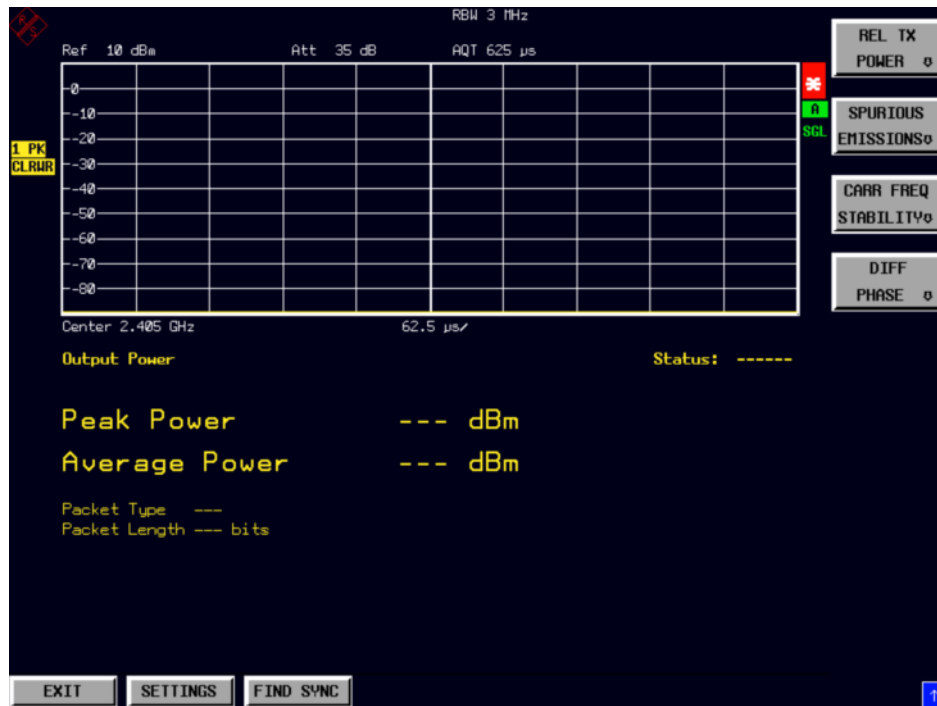 RBW 3 MHz
Ref 10 dBm Att 35 dB AQT 625 µs
REL TX
POWER
0
-10
A
SPURIOUS
SGL
EMISSIONS
-20
1 PK
CLRWR
-30
-40
CARR FREQ
-50
STABILITY
-60
-70
DIFF
-80
PHASE
Center 2.405 GHz 62.5 µs/
Output Power Status: ------
Peak Power --- dBm
Average Power --- dBm
Packet Type ---
Packet Length --- bits
EXIT SETTINGS FIND SYNC